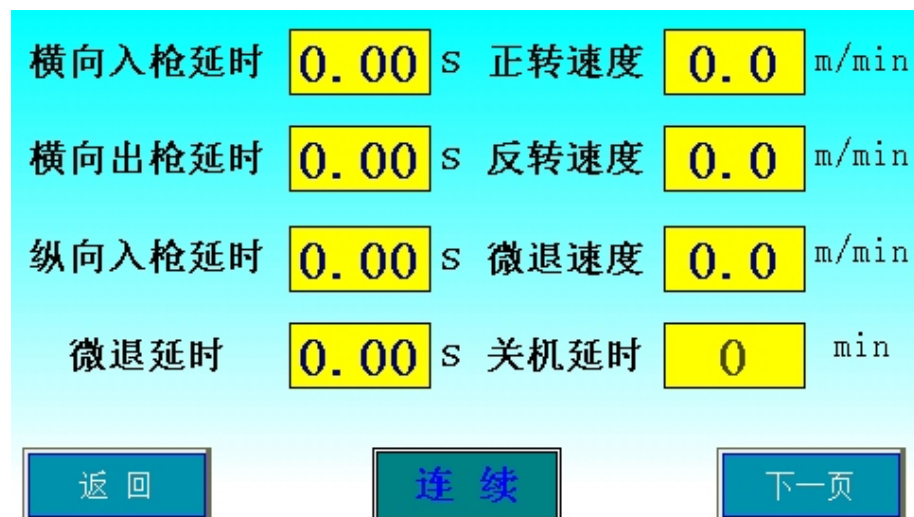 横向入枪延时 0.00 S 正转速度 0.0 m/min
横向出枪延时 0.00 S 反转速度 0.0 m/min
纵向入枪延时 0.00 S 微退速度 0.0 m/min
微退延时 0.00 S 关机延时 0 min
返回 连续 下一页